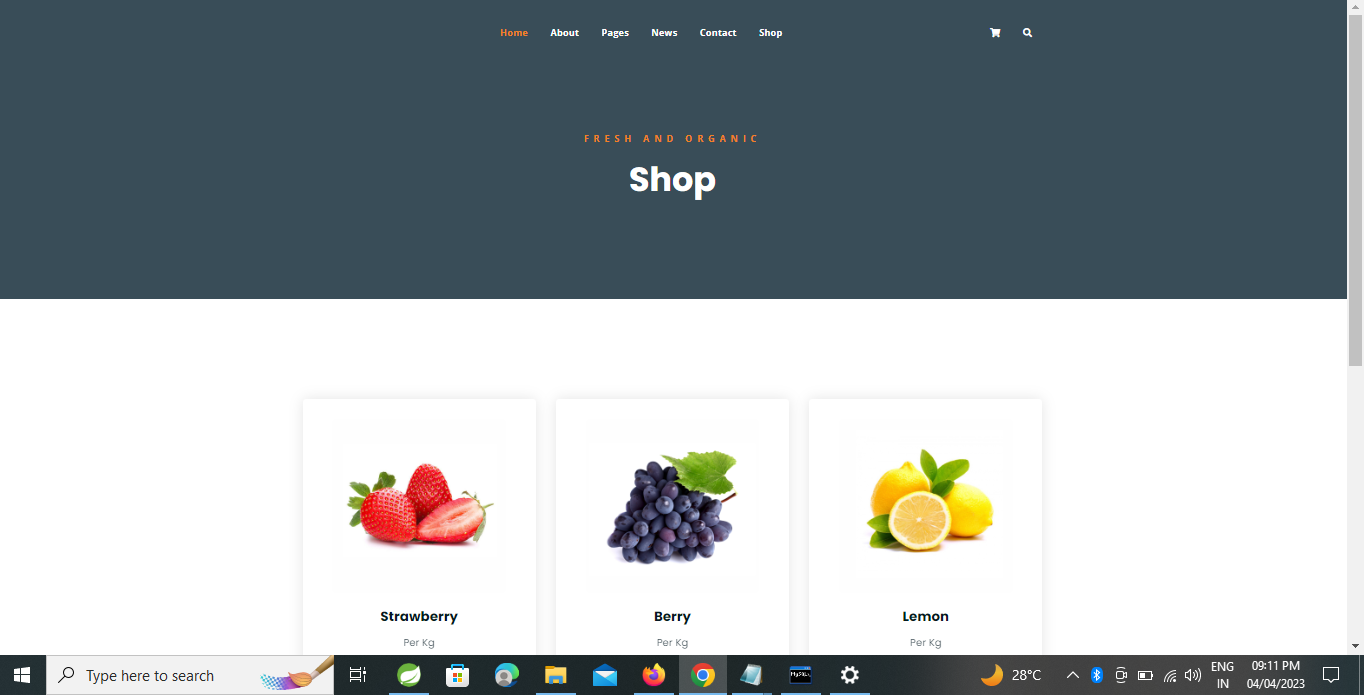 Home About Pages News Contact Shop
FRESH AND ORGANIC
Shop
Strawberry Berry Lemon
Per Kg Per Kg Per Kg
Type here to search
MySQL
28°C
ENG
IN
09:11 PM
04/04/2023